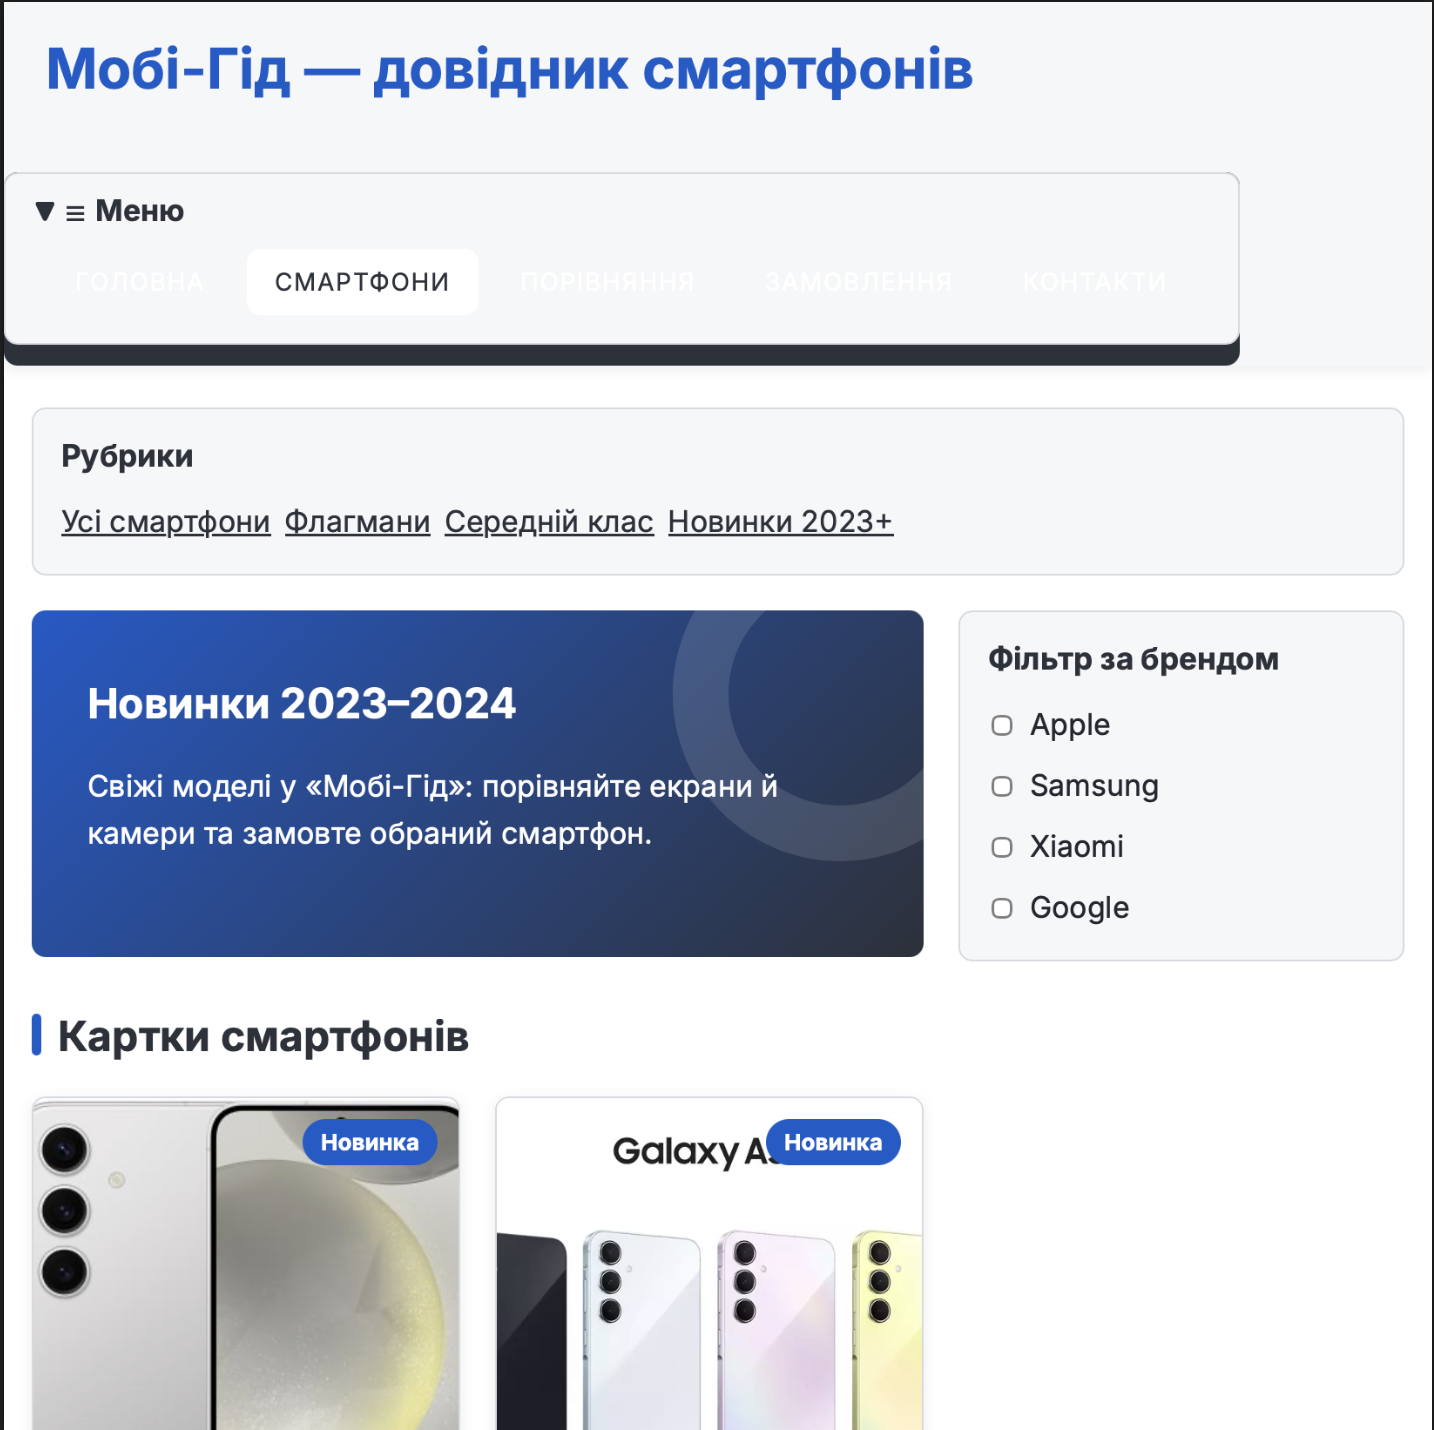 Мобі-Гід — довідник смартфонів
▼ ≡ Меню
ГОЛОВНА СМАРТФОНИ ПОРІВНЯННЯ ЗАМОВЛЕННЯ КОНТАКТИ
Рубрики
Усі смартфони Флагмани Середній клас Новинки 2023+
Новинки 2023–2024
Свіжі моделі у «Мобі-Гід»: порівняйте екрани й
камери та замовте обраний смартфон.
Фільтр за брендом
Apple
Samsung
Xiaomi
Google
Картки смартфонів
Новинка
Galaxy Новинка